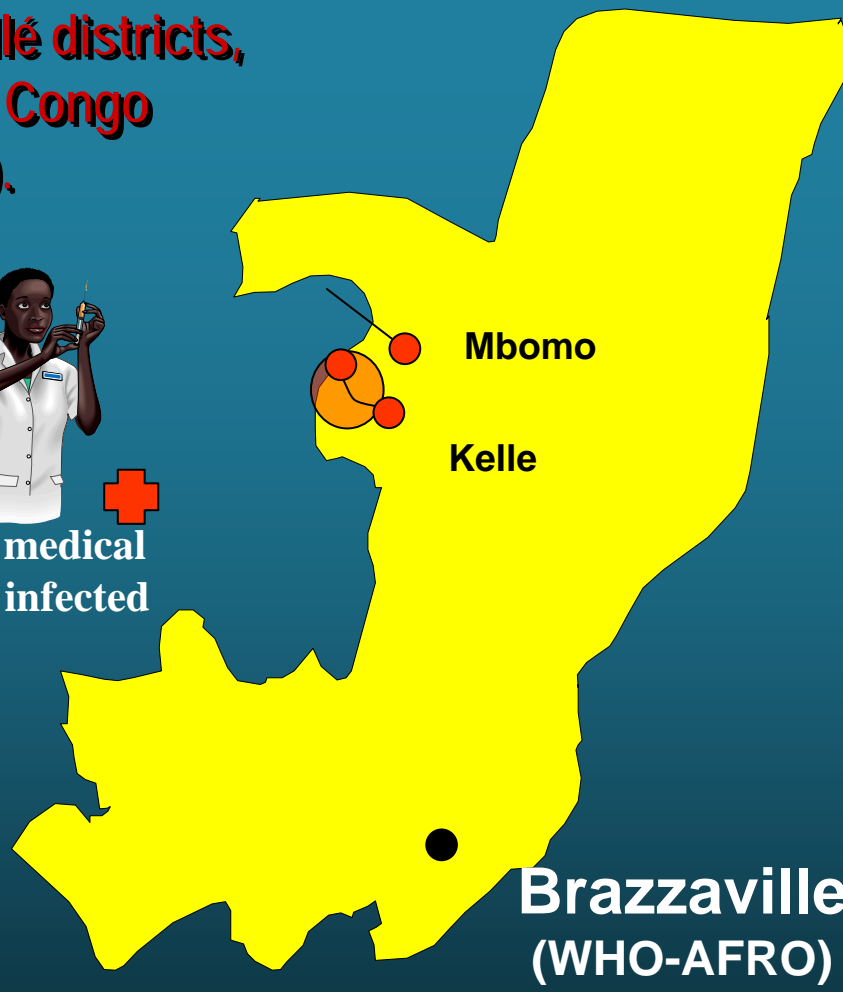 lé districts,
Congo
).
Mbomo
Kelle
medical
infected
Brazzaville
(WHO-AFRO)